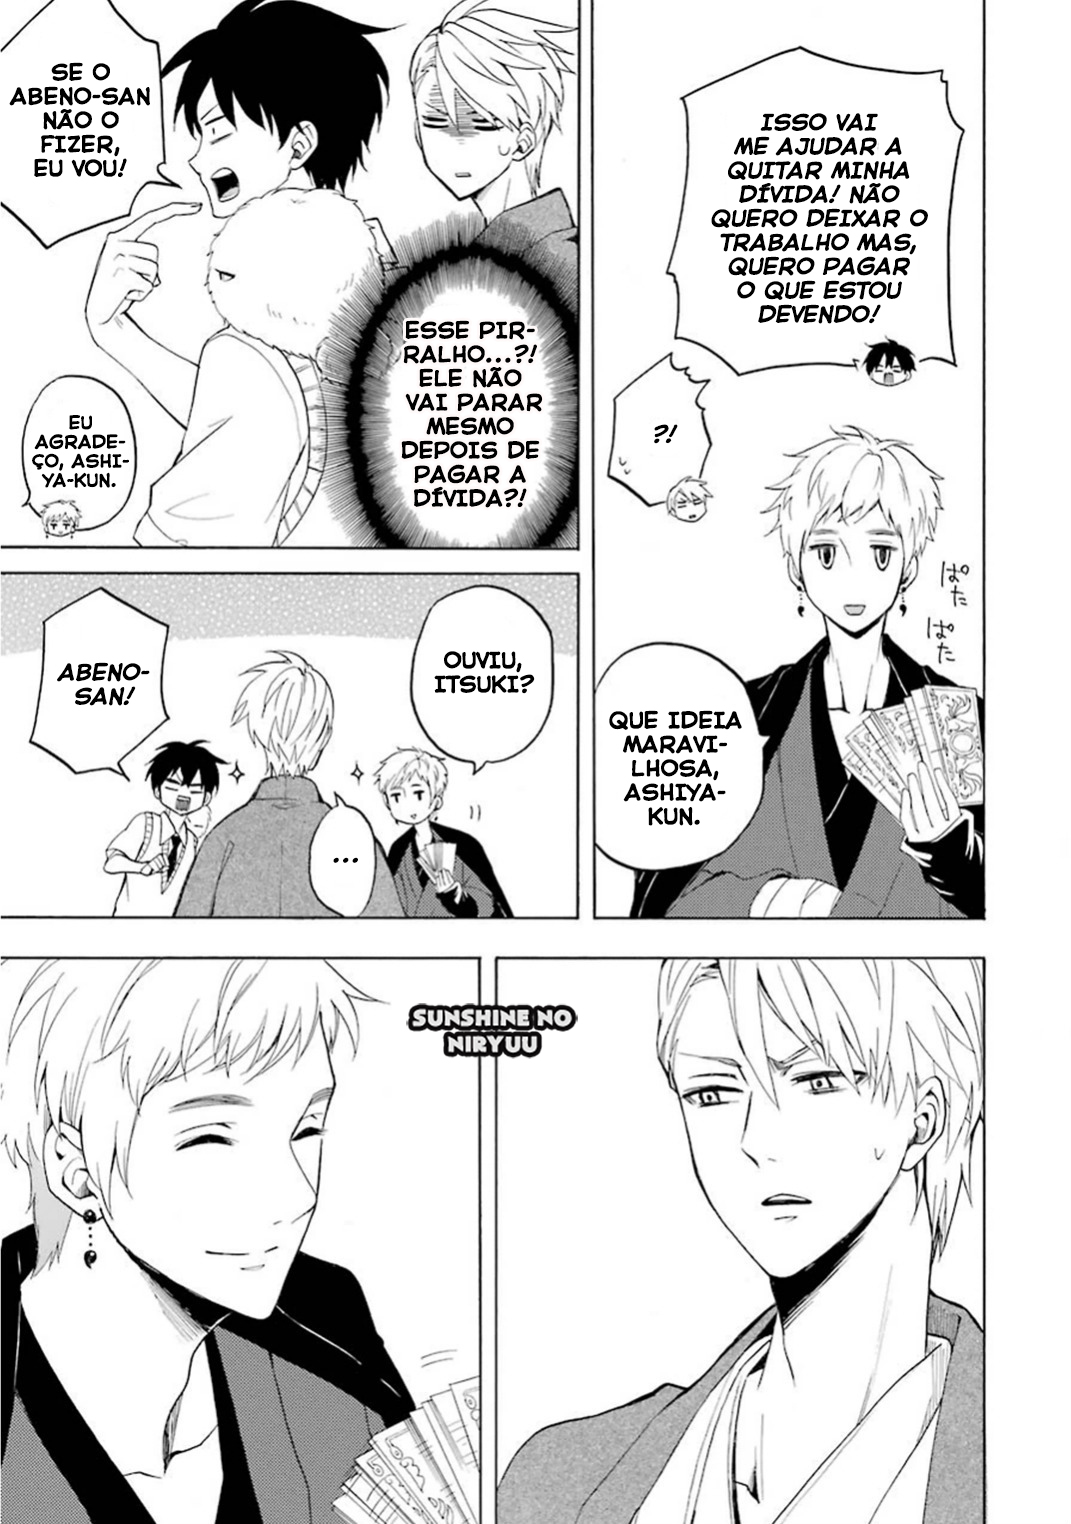 ISSO VAI
ME AJUDAR A
QUITAR MINHA
DÍVIDA! NÃO
QUERO DEIXAR O
TRABALHO MAS,
QUERO PAGAR
O QUE ESTOU
DEVENDO!
?!
ぱた
ぱた
QUE IDEIA
MARAVI-
LHOSA,
ASHIYA-
KUN.
SE O
ABENO-SAN
NÃO O
FIZER,
EU VOU!
ESSE PIR-
RALHO...?!
ELE NÃO
VAI PARAR
MESMO
DEPOIS DE
PAGAR A
DÍVIDA?!
EU
AGRADE-
ÇO, ASHI-
YA-KUN.
OUVIU,
ITSUKI?
ABENO-
SAN!
...
SUNSHINE NO
NIRYUU